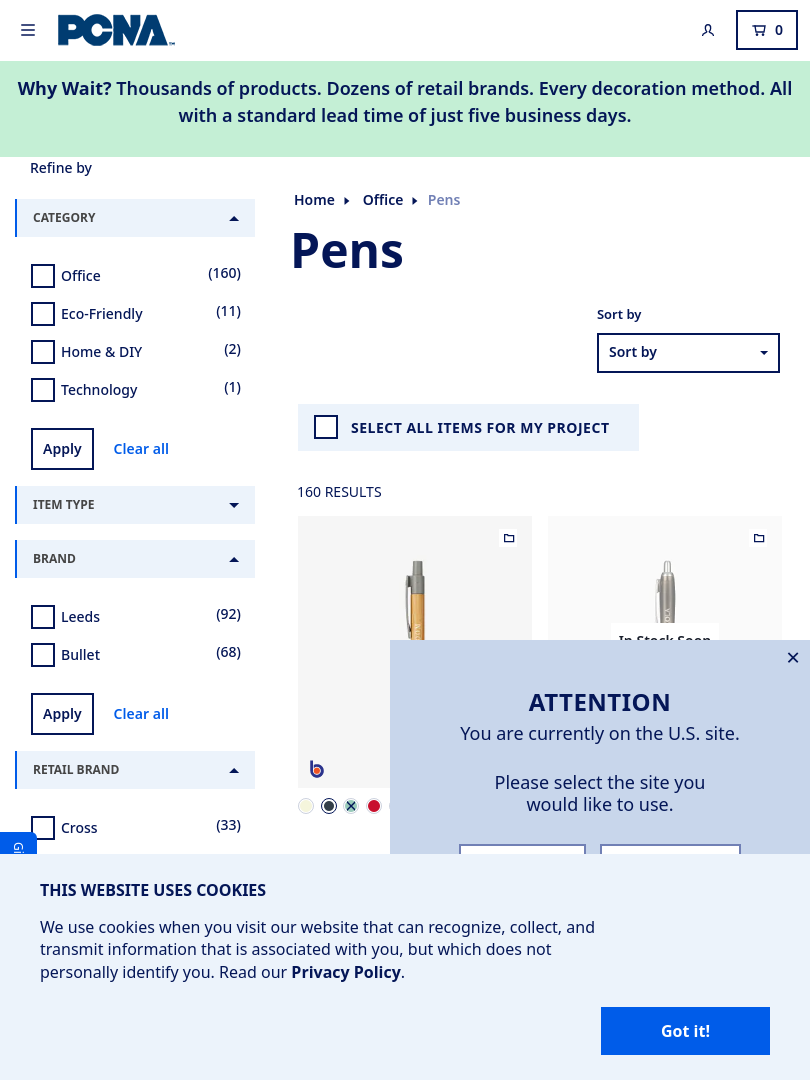 PCNA
0
Why Wait? Thousands of products. Dozens of retail brands. Every decoration method. All
with a standard lead time of just five business days.
Refine by
CATEGORY
Office (160)
Eco-Friendly (11)
Home & DIY (2)
Technology (1)
Apply Clear all
ITEM TYPE
BRAND
Leeds (92)
Bullet (68)
Apply Clear all
RETAIL BRAND
Cross (33)
Home Office Pens
Pens
Sort by
Sort by
SELECT ALL ITEMS FOR MY PROJECT
160 RESULTS
In Stock Soon
ATTENTION
You are currently on the U.S. site.
Please select the site you
would like to use.
THIS WEBSITE USES COOKIES
We use cookies when you visit our website that can recognize, collect, and
transmit information that is associated with you, but which does not
personally identify you. Read our Privacy Policy.
Got it!